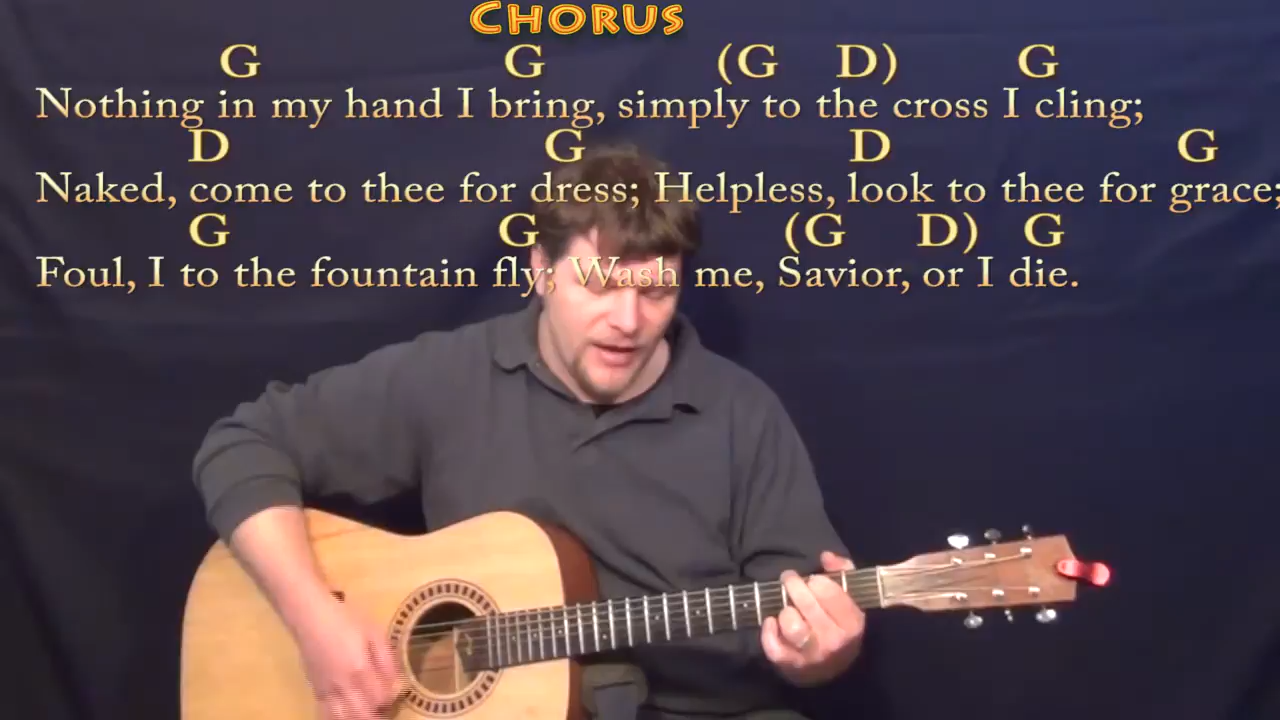 CHORUS
G G (G D) G
Nothing in my hand I bring, simply to the cross I cling;
D G D G
Naked, come to thee for dress; Helpless, look to thee for grace;
G G (G D) G
Foul, I to the fountain fly; Wash me, Savior, or I die.